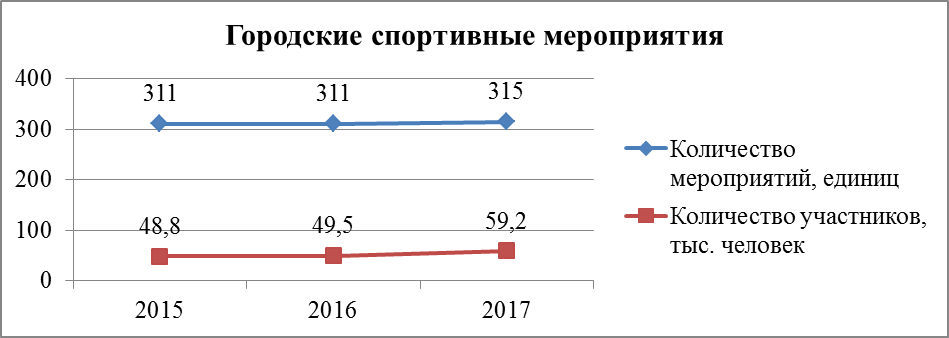 Городские спортивные мероприятия
400
300
200
100
0
311
311
315
48,8
49,5
59,2
2015
2016
2017
Количество
мероприятий, единиц
Количество участников,
тыс. человек